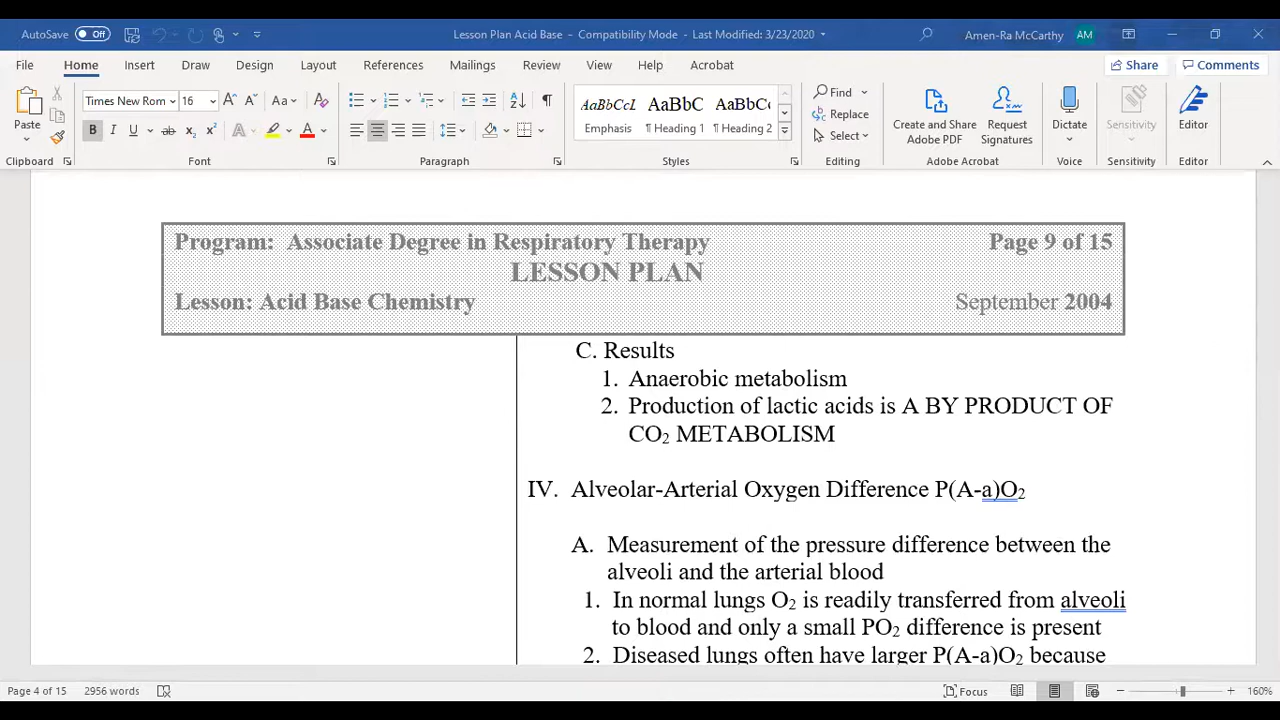 AutoSave Off Lesson Plan Acid Base - Compatibility Mode - Last Modified: 3/23/2020 Amen-Ra McCarthy AM
File Home Insert Draw Design Layout References Mailings Review View Help Acrobat Share Comments
Paste Times New Rom 16 A A Aa A AaBbCcL AaBbC AaBbC Find Replace Select Create and Share Adobe PDF Request Signatures Dictate Sensitivity Editor
B I U ab x₂ x² A A Emphasis ¶ Heading 1 ¶ Heading 2
Clipboard Font Paragraph Styles Editing Adobe Acrobat Voice Sensitivity Editor
Program: Associate Degree in Respiratory Therapy Page 9 of 15
LESSON PLAN
Lesson: Acid Base Chemistry September 2004
C. Results
1. Anaerobic metabolism
2. Production of lactic acids is A BY PRODUCT OF
CO₂ METABOLISM
IV. Alveolar-Arterial Oxygen Difference P(A-a)O₂
A. Measurement of the pressure difference between the
alveoli and the arterial blood
1. In normal lungs O₂ is readily transferred from alveoli
to blood and only a small PO₂ difference is present
2. Diseased lungs often have larger P(A-a)O₂ because
Page 4 of 15 2956 words Focus 160%